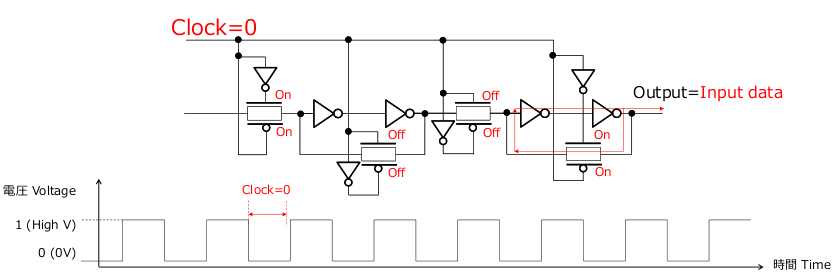 Clock=0
On
On
Off
Off
Off
Off
On
On
Output=Input data
電圧 Voltage
Clock=0
1 (High V)
0 (0V)
時間 Time